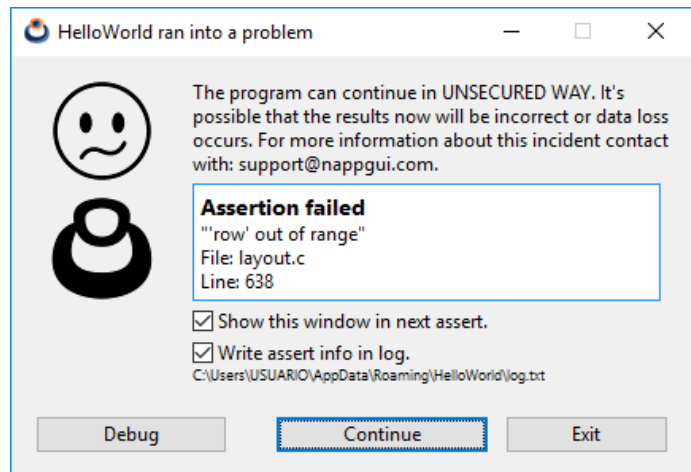 HelloWorld ran into a problem
The program can continue in UNSECURED WAY. It's
possible that the results now will be incorrect or data loss
occurs. For more information about this incident contact
with: support@nappgui.com.
Assertion failed
"'row' out of range"
File: layout.c
Line: 638
Show this window in next assert.
Write assert info in log.
C:\Users\USUARIO\AppData\Roaming\HelloWorld\log.txt
Debug
Continue
Exit